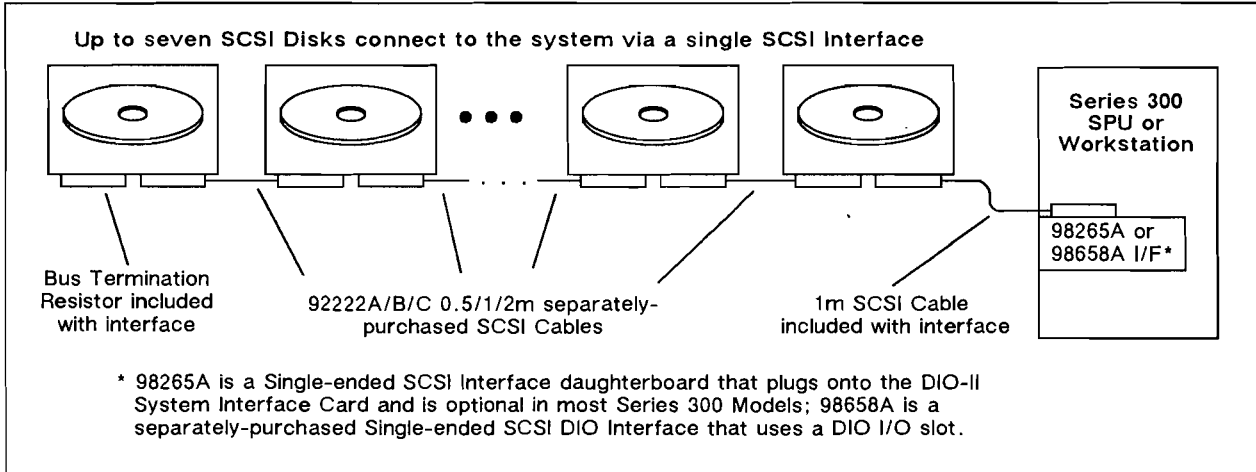 Up to seven SCSI Disks connect to the system via a single SCSI Interface
Series 300
SPU or
Workstation
98265A or
98658A I/F*
Bus Termination
Resistor included
with interface
92222A/B/C 0.5/1/2m separately-
purchased SCSI Cables
1m SCSI Cable
included with interface
* 98265A is a Single-ended SCSI Interface daughterboard that plugs onto the DIO-II
System Interface Card and is optional in most Series 300 Models; 98658A is a
separately-purchased Single-ended SCSI DIO Interface that uses a DIO I/O slot.